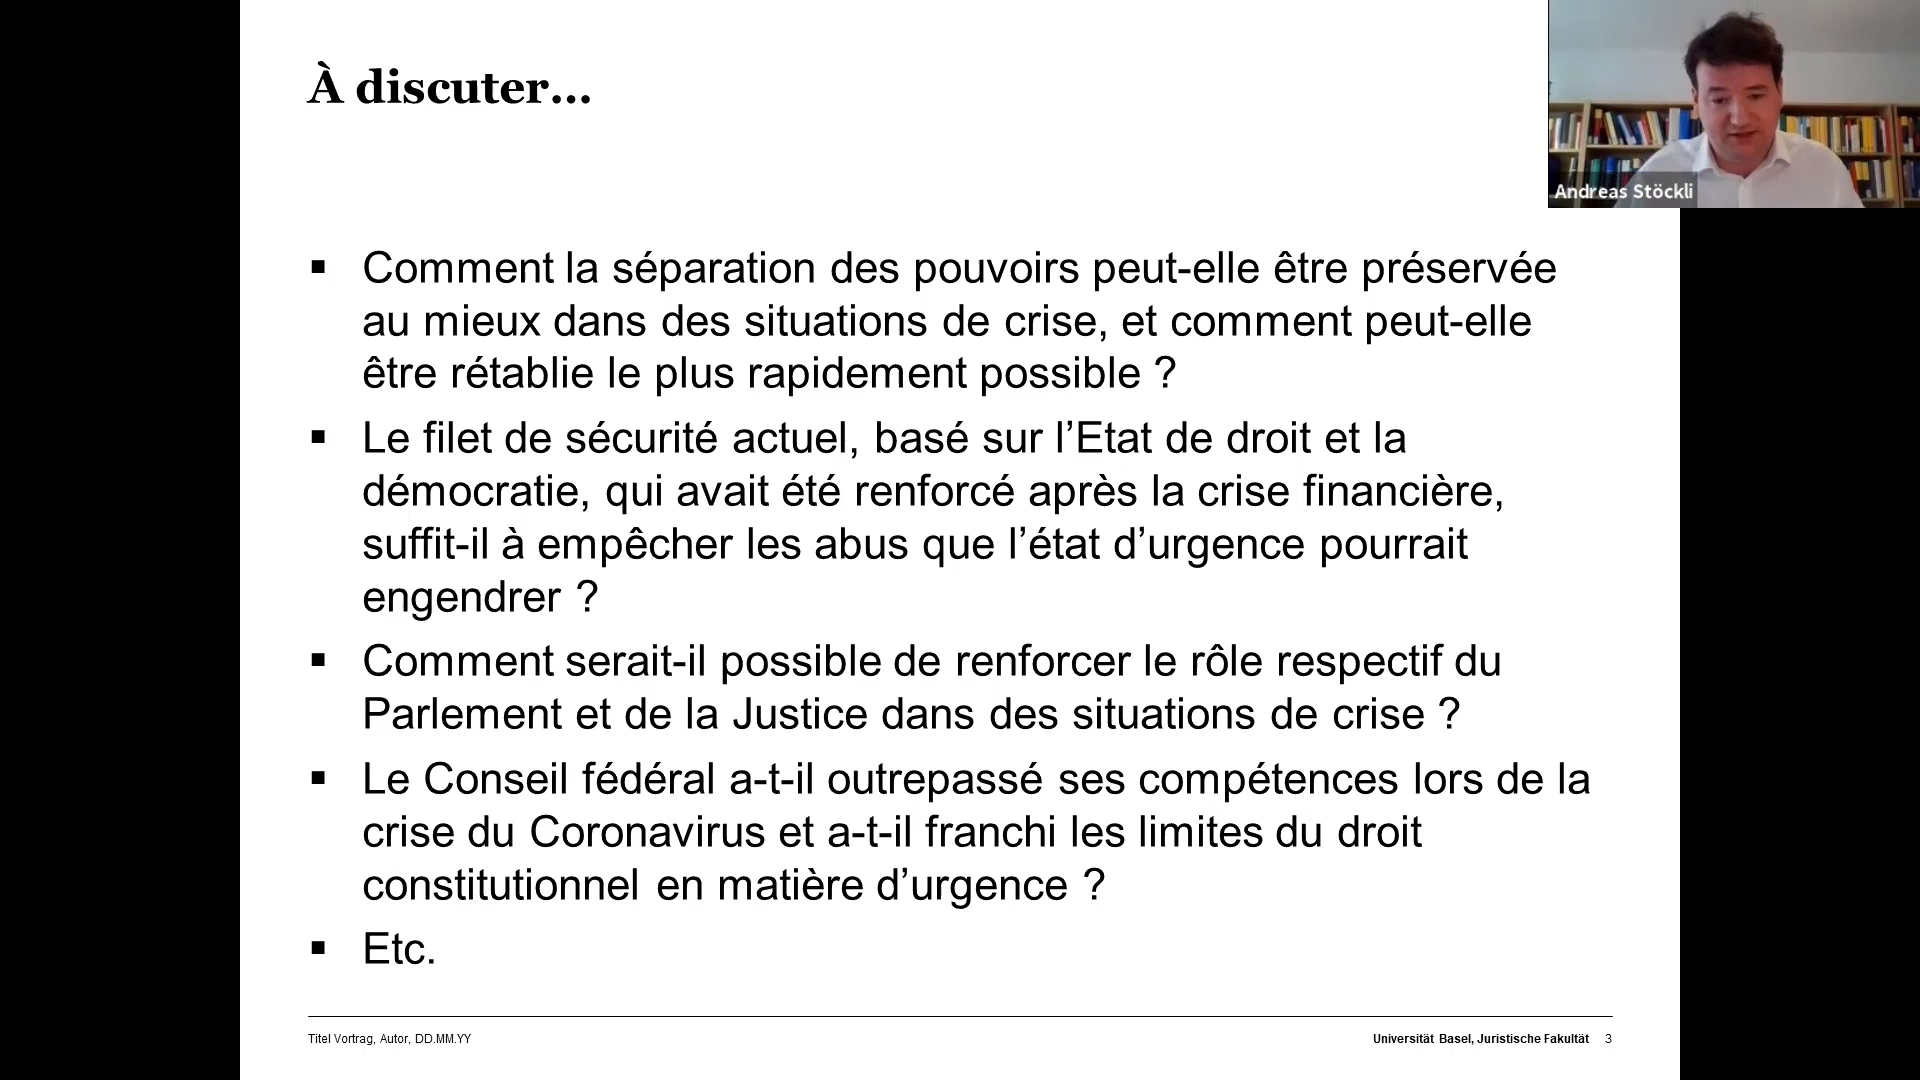 À discuter…
Andreas Stöckli
▪ Comment la séparation des pouvoirs peut-elle être préservée
au mieux dans des situations de crise, et comment peut-elle
être rétablie le plus rapidement possible ?
▪ Le filet de sécurité actuel, basé sur l’Etat de droit et la
démocratie, qui avait été renforcé après la crise financière,
suffit-il à empêcher les abus que l’état d’urgence pourrait
engendrer ?
▪ Comment serait-il possible de renforcer le rôle respectif du
Parlement et de la Justice dans des situations de crise ?
▪ Le Conseil fédéral a-t-il outrepassé ses compétences lors de la
crise du Coronavirus et a-t-il franchi les limites du droit
constitutionnel en matière d’urgence ?
▪ Etc.
Titel Vortrag, Autor, DD.MM.YY
Universität Basel, Juristische Fakultät 3